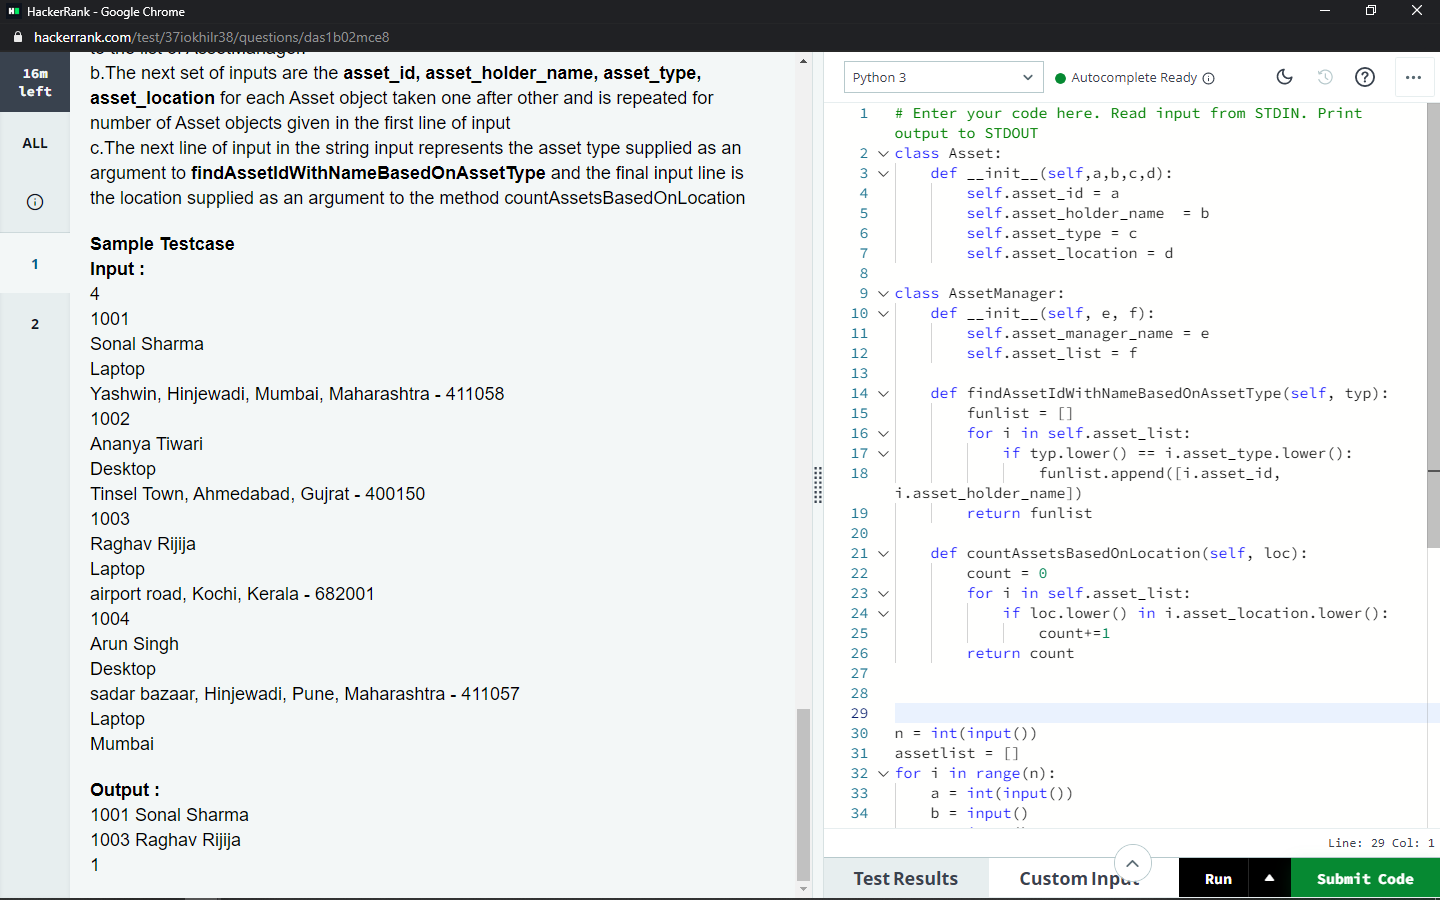 HackerRank - Google Chrome
hackerrank.com/test/37iokhilr38/questions/das1b02mce8
16m
left
ALL
1
2
b.The next set of inputs are the asset_id, asset_holder_name, asset_type,
asset_location for each Asset object taken one after other and is repeated for
number of Asset objects given in the first line of input
c.The next line of input in the string input represents the asset type supplied as an
argument to findAssetIdWithNameBasedOnAssetType and the final input line is
the location supplied as an argument to the method countAssetsBasedOnLocation
Sample Testcase
Input :
4
1001
Sonal Sharma
Laptop
Yashwin, Hinjewadi, Mumbai, Maharashtra - 411058
1002
Ananya Tiwari
Desktop
Tinsel Town, Ahmedabad, Gujrat - 400150
1003
Raghav Rijija
Laptop
airport road, Kochi, Kerala - 682001
1004
Arun Singh
Desktop
sadar bazaar, Hinjewadi, Pune, Maharashtra - 411057
Laptop
Mumbai
Output :
1001 Sonal Sharma
1003 Raghav Rijija
1
Python 3
Autocomplete Ready
1 # Enter your code here. Read input from STDIN. Print
output to STDOUT
2 class Asset:
3 def __init__(self,a,b,c,d):
4 self.asset_id = a
5 self.asset_holder_name  = b
6 self.asset_type = c
7 self.asset_location = d
8
9 class AssetManager:
10 def __init__(self, e, f):
11 self.asset_manager_name = e
12 self.asset_list = f
13
14 def findAssetIdWithNameBasedOnAssetType(self, typ):
15 funlist = []
16 for i in self.asset_list:
17 if typ.lower() == i.asset_type.lower():
18 funlist.append([i.asset_id,
i.asset_holder_name])
19 return funlist
20
21 def countAssetsBasedOnLocation(self, loc):
22 count = 0
23 for i in self.asset_list:
24 if loc.lower() in i.asset_location.lower():
25 count+=1
26 return count
27
28
29
30 n = int(input())
31 assetlist = []
32 for i in range(n):
33 a = int(input())
34 b = input()
Line: 29 Col: 1
Test Results
Custom Input
Run
Submit Code